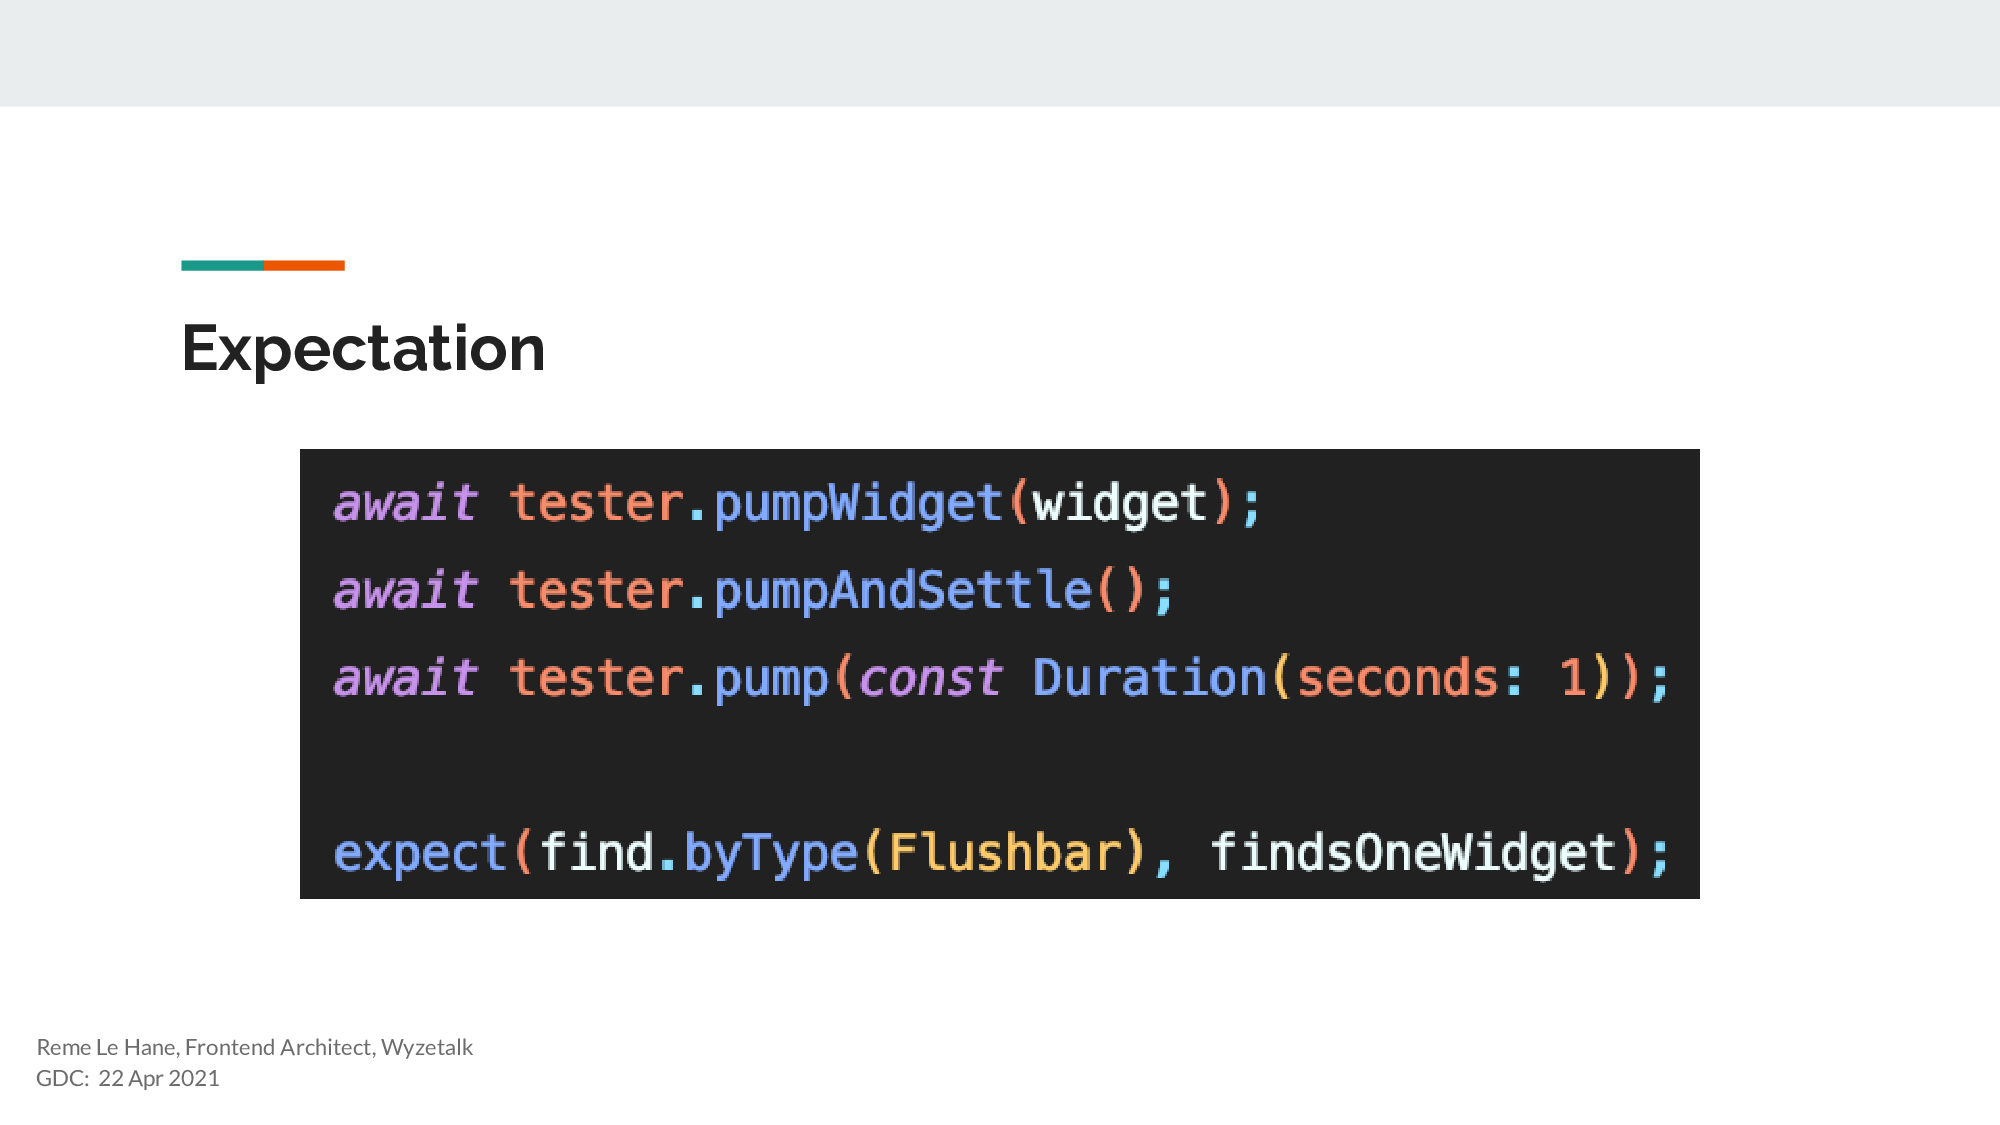 Expectation
await tester.pumpWidget(widget);
await tester.pumpAndSettle();
await tester.pump(const Duration(seconds: 1));
expect(find.byType(Flushbar), findsOneWidget);
Reme Le Hane, Frontend Architect, Wyzetalk
GDC: 22 Apr 2021